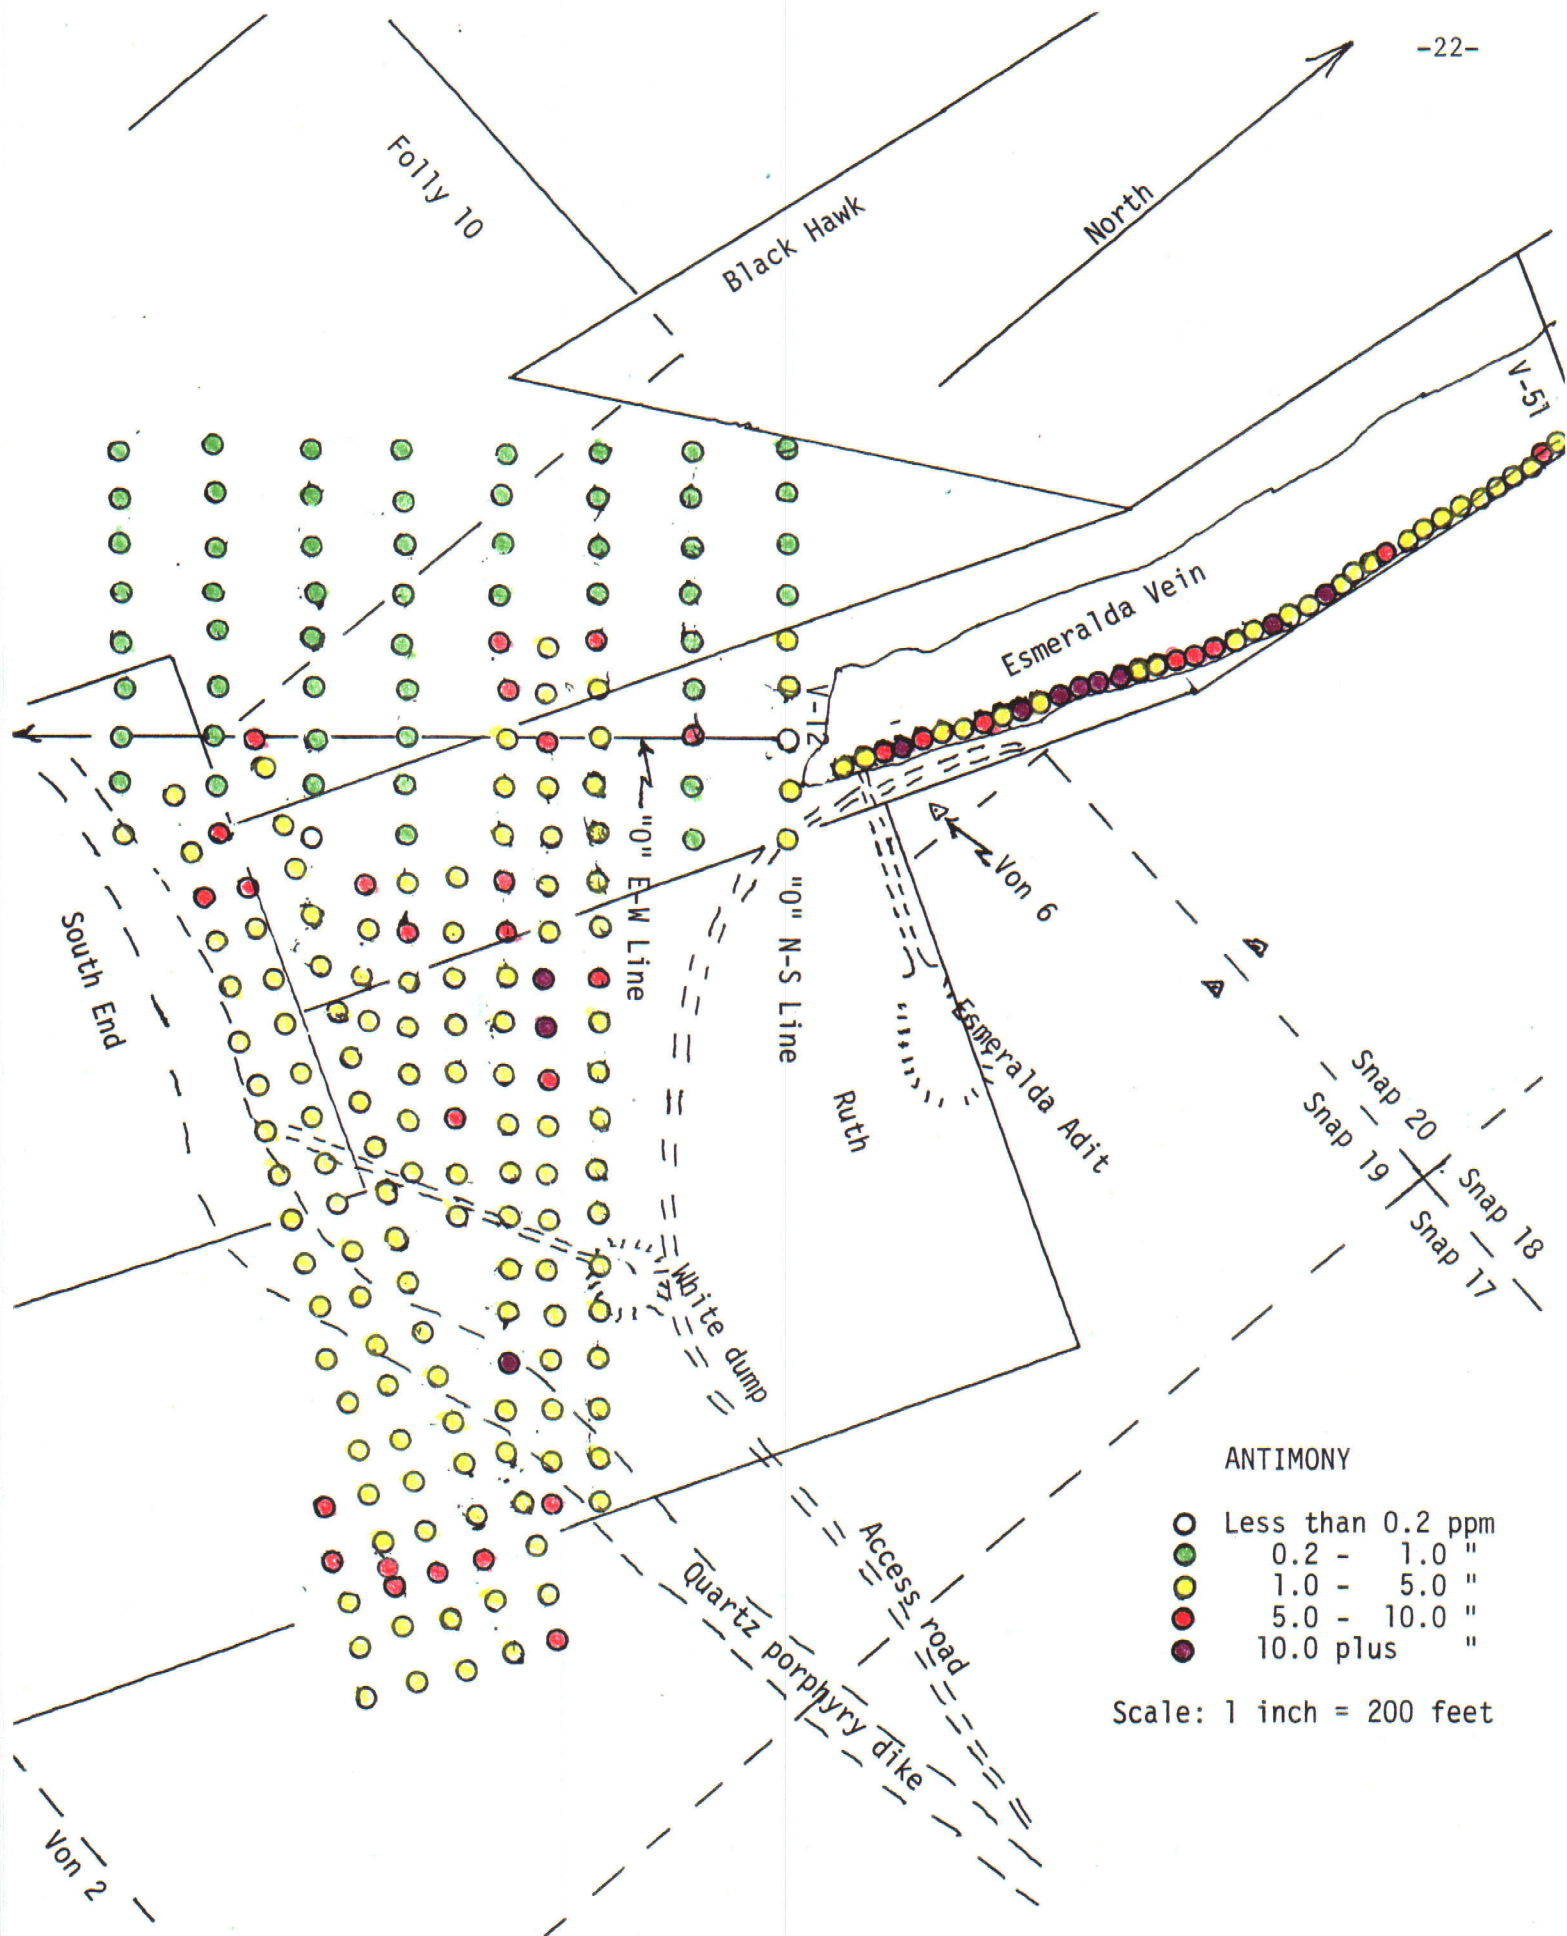 -22-
Folly 10
Black Hawk
North
V-51
Esmeralda Vein
V-12
"0" E-W Line
"0" N-S Line
Von 6
South End
Esmeralda Adit
Ruth
Snap 20
Snap 19
Snap 18
Snap 17
White dump
Access road
Quartz porphyry dike
Von 2
ANTIMONY
Less than 0.2 ppm
0.2 - 1.0 "
1.0 - 5.0 "
5.0 - 10.0 "
10.0 plus "
Scale: 1 inch = 200 feet